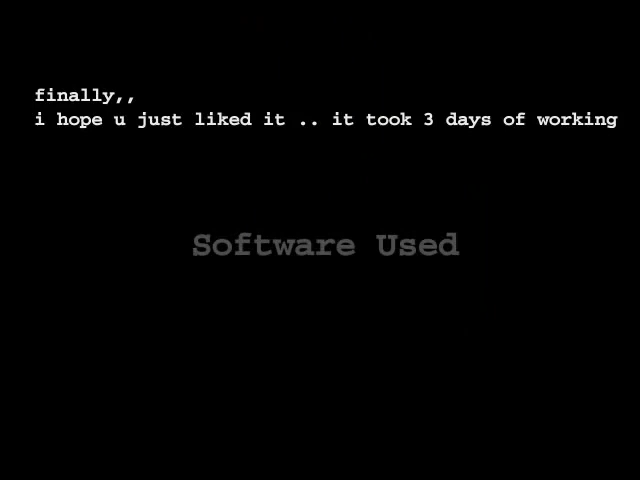 finally,,
i hope u just liked it .. it took 3 days of working
Software Used